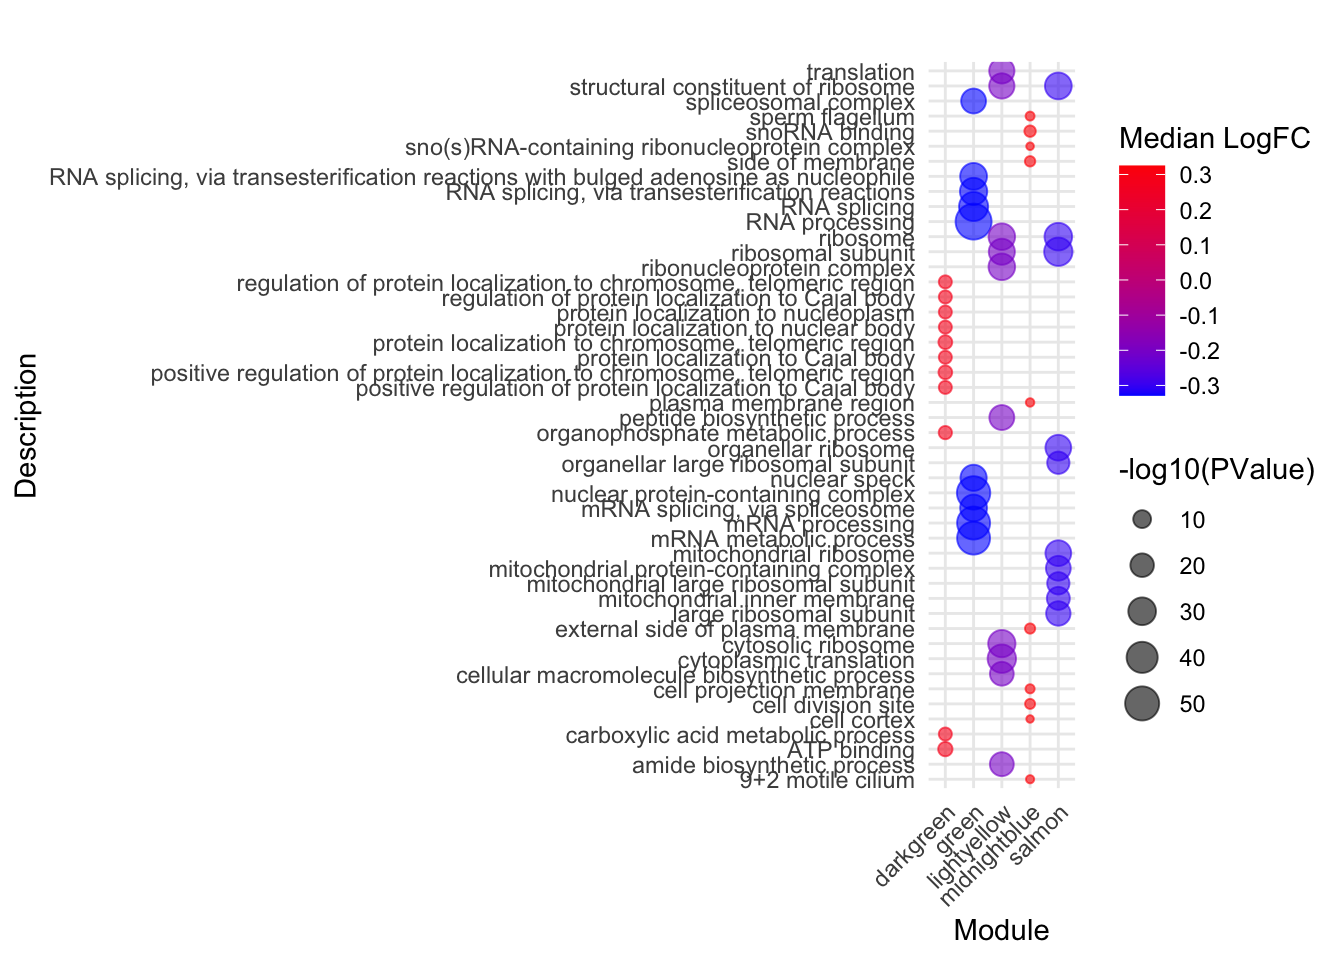 translation
structural constituent of ribosome
spliceosomal complex
sperm flagellum
snoRNA binding
sno(s)RNA-containing ribonucleoprotein complex
side of membrane
RNA splicing, via transesterification reactions with bulged adenosine as nucleophile
RNA splicing, via transesterification reactions
RNA splicing
RNA processing
ribosome
ribosomal subunit
ribonucleoprotein complex
regulation of protein localization to chromosome, telomeric region
regulation of protein localization to Cajal body
protein localization to nucleoplasm
protein localization to nuclear body
protein localization to chromosome, telomeric region
protein localization to Cajal body
positive regulation of protein localization to chromosome, telomeric region
positive regulation of protein localization to Cajal body
plasma membrane region
peptide biosynthetic process
organophosphate metabolic process
organellar ribosome
organellar large ribosomal subunit
nuclear speck
nuclear protein-containing complex
mRNA splicing, via spliceosome
mRNA processing
mRNA metabolic process
mitochondrial ribosome
mitochondrial protein-containing complex
mitochondrial large ribosomal subunit
mitochondrial inner membrane
large ribosomal subunit
external side of plasma membrane
cytosolic ribosome
cytoplasmic translation
cellular macromolecule biosynthetic process
cell projection membrane
cell division site
cell cortex
carboxylic acid metabolic process
ATP binding
amide biosynthetic process
9+2 motile cilium
Description
darkgreen
green
lightyellow
midnightblue
salmon
Module
Median LogFC
0.3
0.2
0.1
0.0
-0.1
-0.2
-0.3
-log10(PValue)
10
20
30
40
50